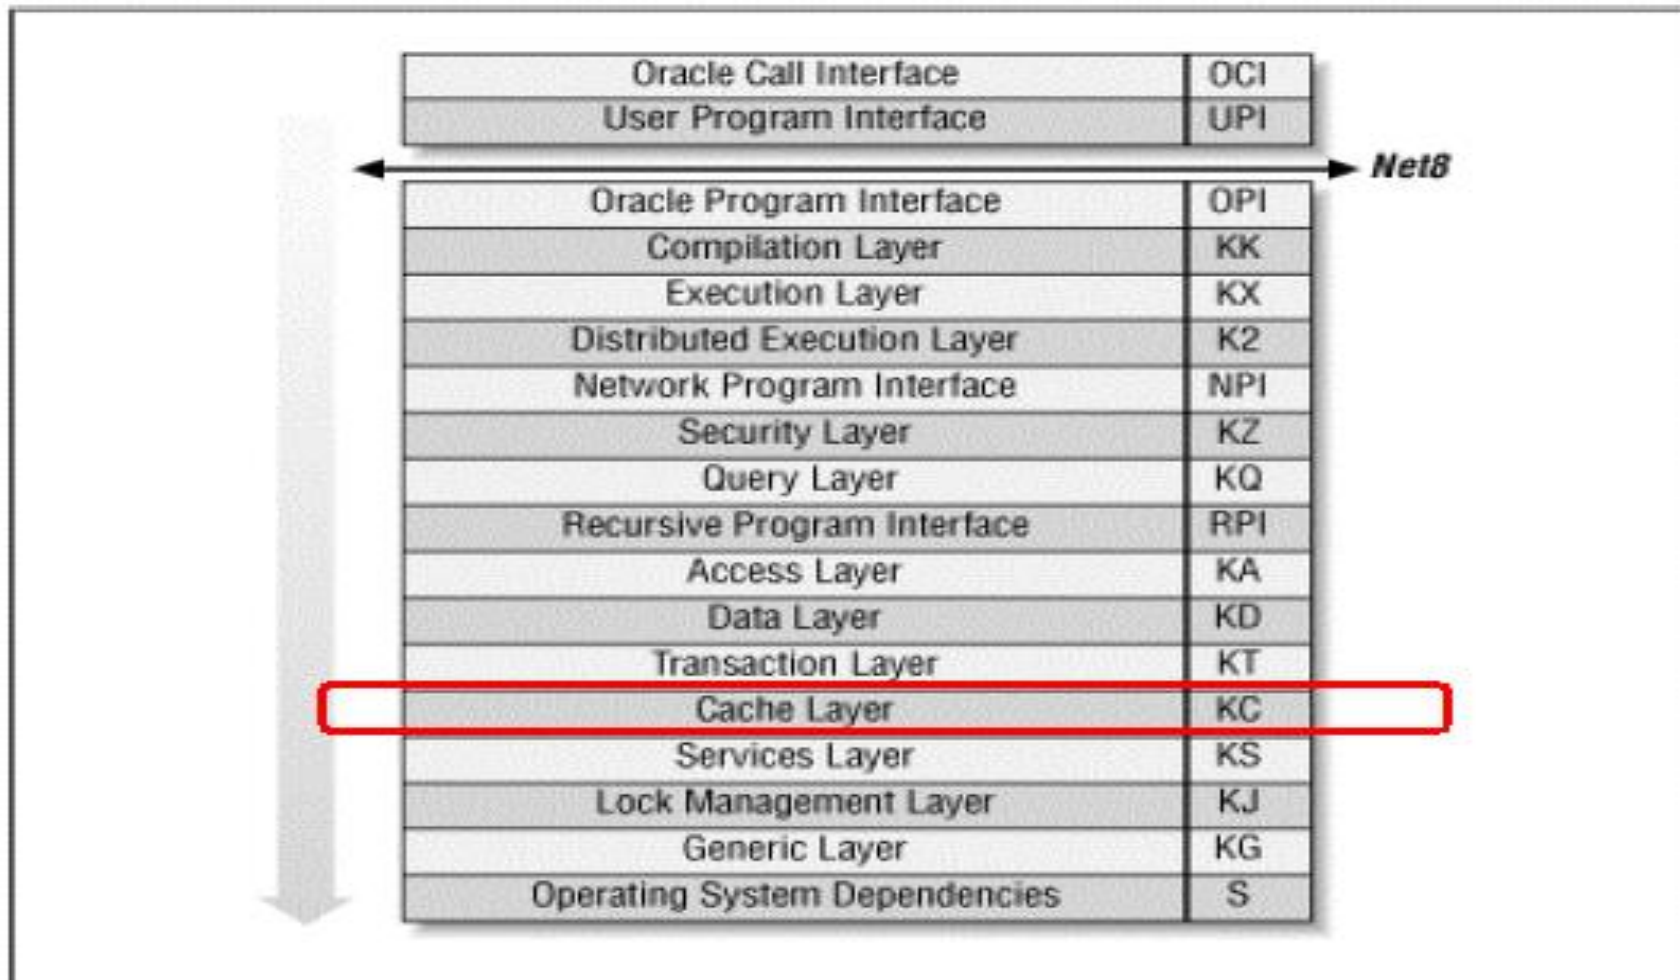 Oracle Call Interface OCI
User Program Interface UPI
Net8
Oracle Program Interface OPI
Compilation Layer KK
Execution Layer KX
Distributed Execution Layer K2
Network Program Interface NPI
Security Layer KZ
Query Layer KQ
Recursive Program Interface RPI
Access Layer KA
Data Layer KD
Transaction Layer KT
Cache Layer KC
Services Layer KS
Lock Management Layer KJ
Generic Layer KG
Operating System Dependencies S